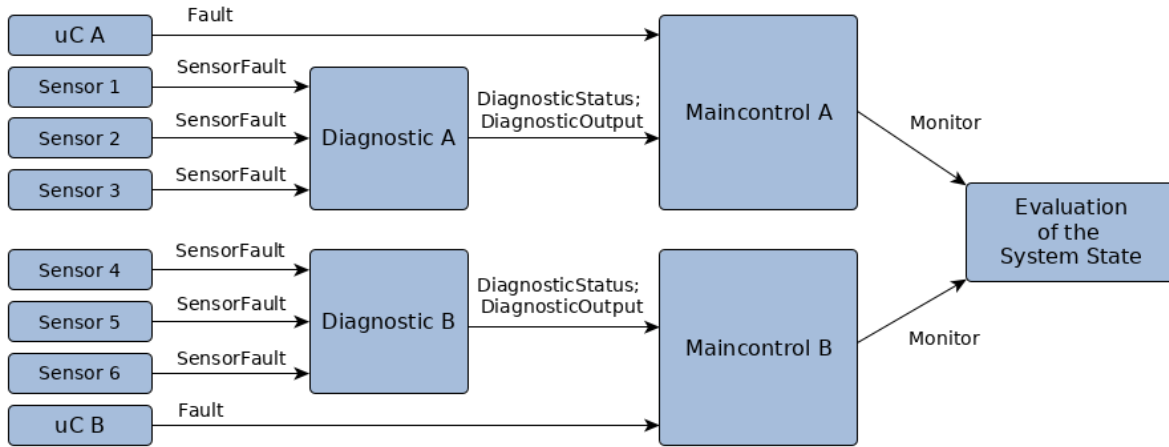 uC A
Fault
Sensor 1
SensorFault
Sensor 2
SensorFault
Sensor 3
SensorFault
Diagnostic A
DiagnosticStatus;
DiagnosticOutput
Maincontrol A
Monitor
Sensor 4
SensorFault
Sensor 5
SensorFault
Sensor 6
SensorFault
uC B
Fault
Diagnostic B
DiagnosticStatus;
DiagnosticOutput
Maincontrol B
Monitor
Evaluation
of the
System State